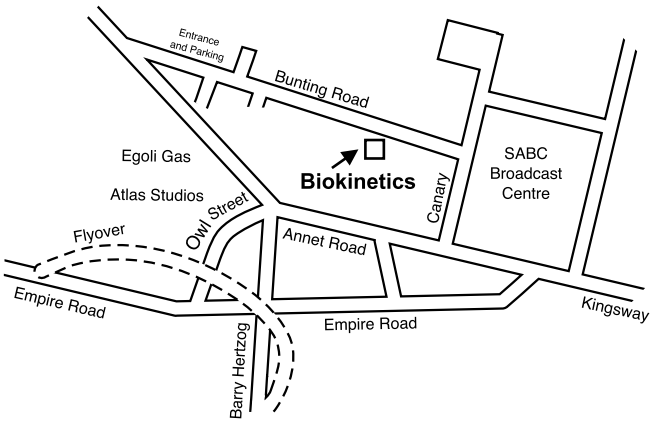 Entrance
and Parking
Bunting Road
SABC
Broadcast
Centre
Egoli Gas
Biokinetics
Canary
Atlas Studios
Owl Street
Flyover
Annet Road
Empire Road
Empire Road
Kingsway
Barry Hertzog